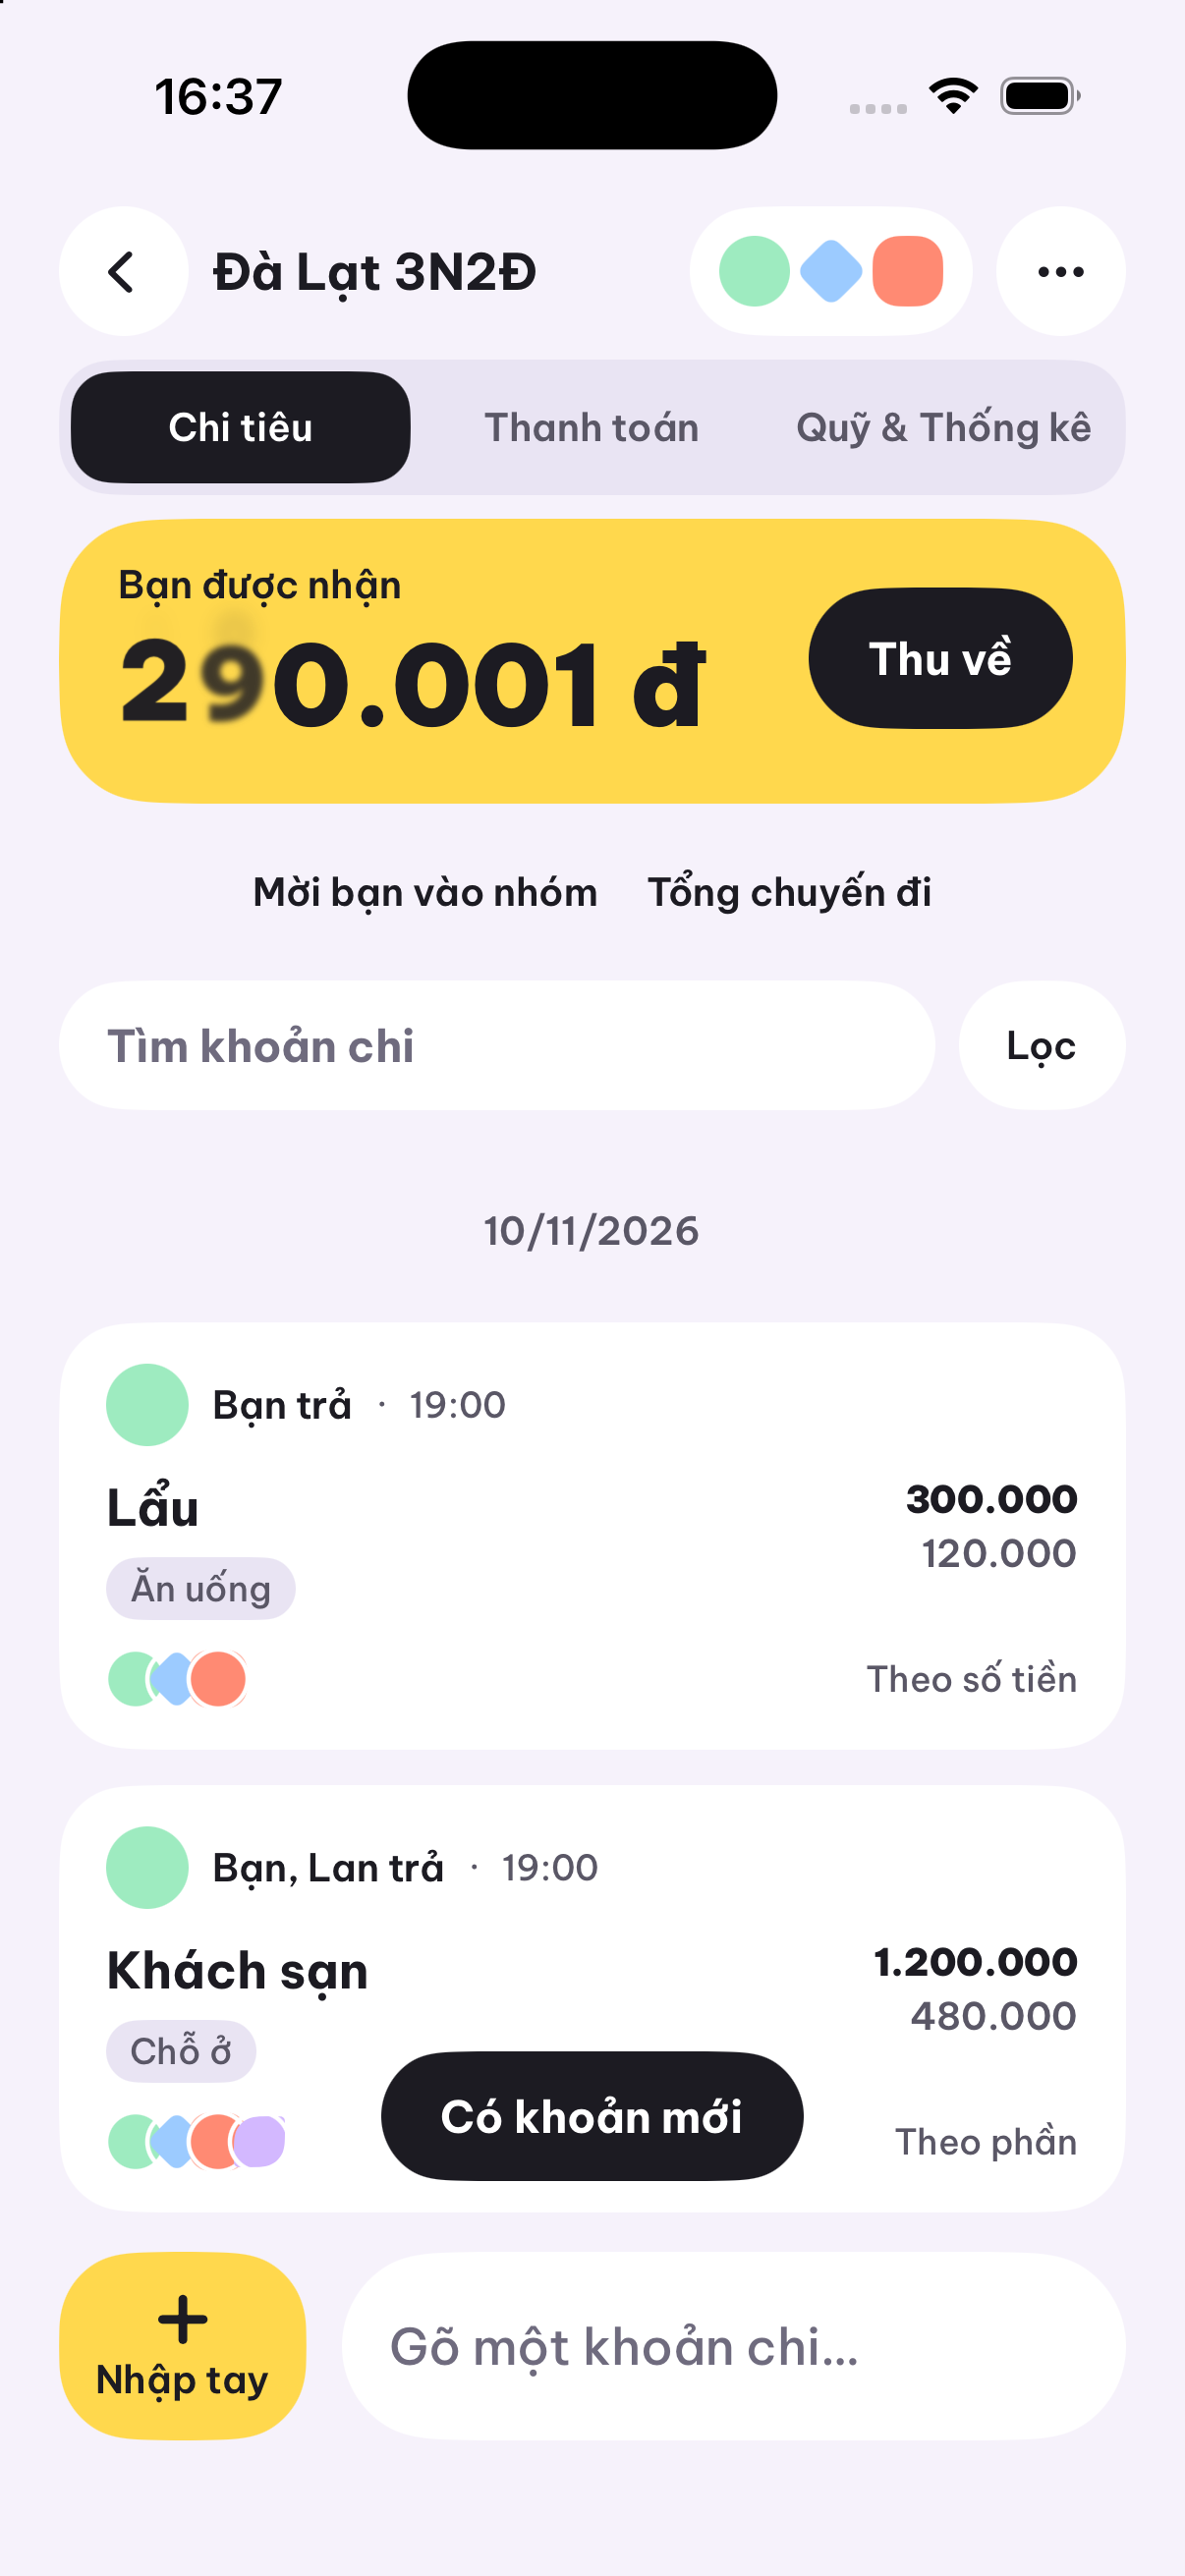 16:37
Đà Lạt 3N2Đ
Chi tiêu
Thanh toán
Quỹ & Thống kê
Bạn được nhận
290.001 đ
Thu về
Mời bạn vào nhóm
Tổng chuyến đi
Tìm khoản chi
Lọc
10/11/2026
Bạn trả · 19:00
Lẩu
300.000
120.000
Ăn uống
Theo số tiền
Bạn, Lan trả · 19:00
Khách sạn
1.200.000
480.000
Chỗ ở
Có khoản mới
Theo phần
Nhập tay
Gõ một khoản chi...